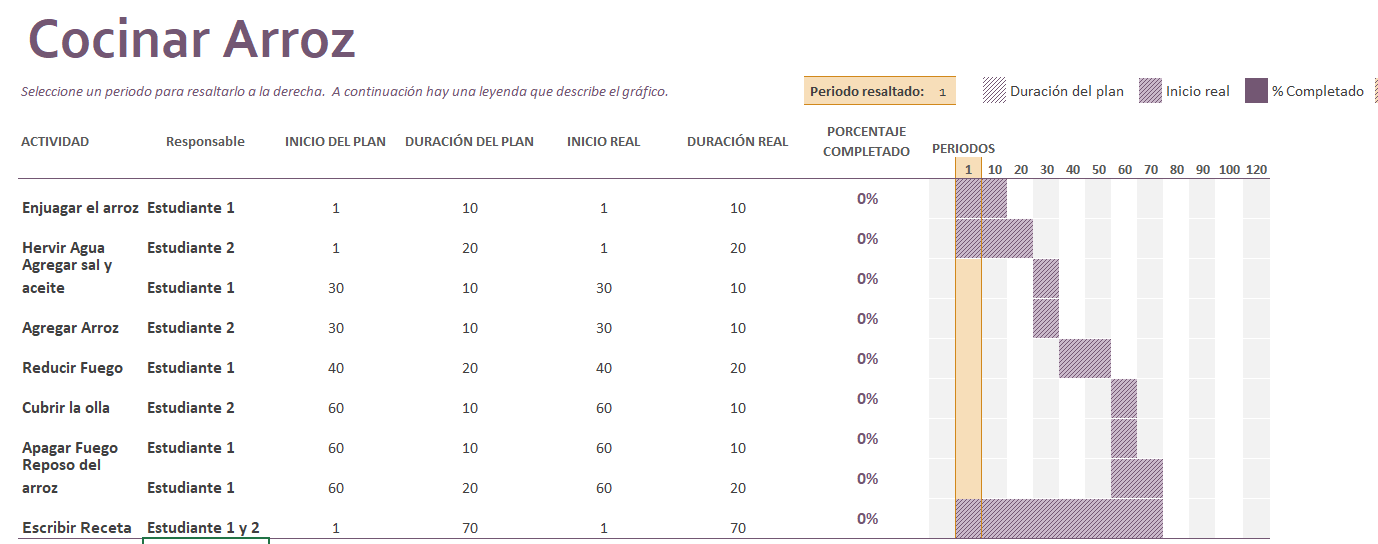 Cocinar Arroz
Seleccione un periodo para resaltarlo a la derecha. A continuación hay una leyenda que describe el gráfico.
Periodo resaltado: 1
Duración del plan
Inicio real
% Completado
ACTIVIDAD Responsable INICIO DEL PLAN DURACIÓN DEL PLAN INICIO REAL DURACIÓN REAL PORCENTAJE COMPLETADO PERIODOS
1 10 20 30 40 50 60 70 80 90 100 120
Enjuagar el arroz Estudiante 1 1 10 1 10 0%
Hervir Agua Estudiante 2 1 20 1 20 0%
Agregar sal y aceite Estudiante 1 30 10 30 10 0%
Agregar Arroz Estudiante 2 30 10 30 10 0%
Reducir Fuego Estudiante 1 40 20 40 20 0%
Cubrir la olla Estudiante 2 60 10 60 10 0%
Apagar Fuego Estudiante 1 60 10 60 10 0%
Reposo del arroz Estudiante 1 60 20 60 20 0%
Escribir Receta Estudiante 1 y 2 1 70 1 70 0%